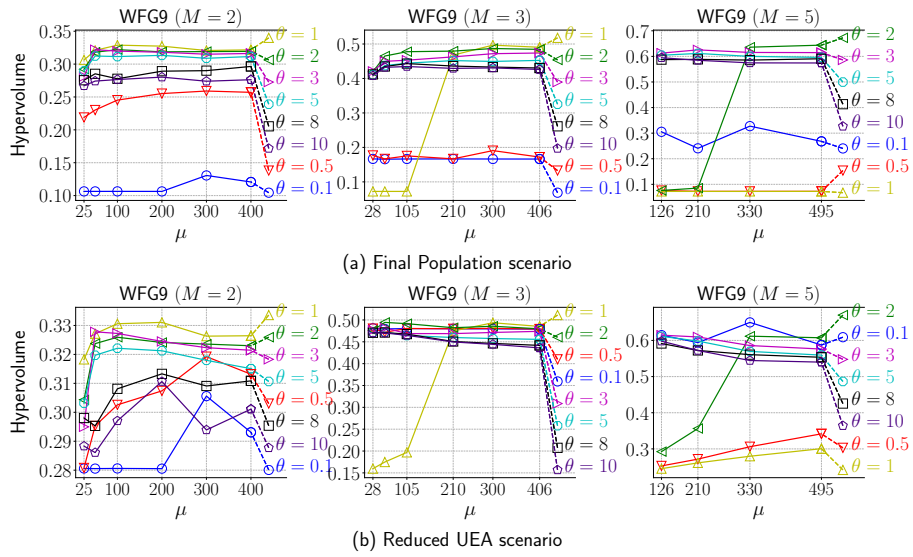 WFG9 (M = 2)
Hypervolume
0.35
0.30
0.25
0.20
0.15
0.10
25
100
200
300
400
μ
θ = 1
θ = 2
θ = 3
θ = 5
θ = 8
θ = 10
θ = 0.5
θ = 0.1
WFG9 (M = 3)
0.5
0.4
0.3
0.2
0.1
28
105
210
300
406
μ
θ = 1
θ = 2
θ = 3
θ = 5
θ = 8
θ = 10
θ = 0.5
θ = 0.1
WFG9 (M = 5)
0.7
0.6
0.5
0.4
0.3
0.2
0.1
126
210
330
495
μ
θ = 2
θ = 3
θ = 5
θ = 8
θ = 10
θ = 0.1
θ = 0.5
θ = 1
(a) Final Population scenario
WFG9 (M = 2)
Hypervolume
0.33
0.32
0.31
0.30
0.29
0.28
25
100
200
300
400
μ
θ = 1
θ = 2
θ = 3
θ = 5
θ = 0.5
θ = 8
θ = 10
θ = 0.1
WFG9 (M = 3)
0.50
0.45
0.40
0.35
0.30
0.25
0.20
0.15
28
105
210
300
406
μ
θ = 1
θ = 2
θ = 0.5
θ = 0.1
θ = 3
θ = 5
θ = 8
θ = 10
WFG9 (M = 5)
0.6
0.5
0.4
0.3
126
210
330
495
μ
θ = 2
θ = 0.1
θ = 3
θ = 5
θ = 8
θ = 10
θ = 0.5
θ = 1
(b) Reduced UEA scenario